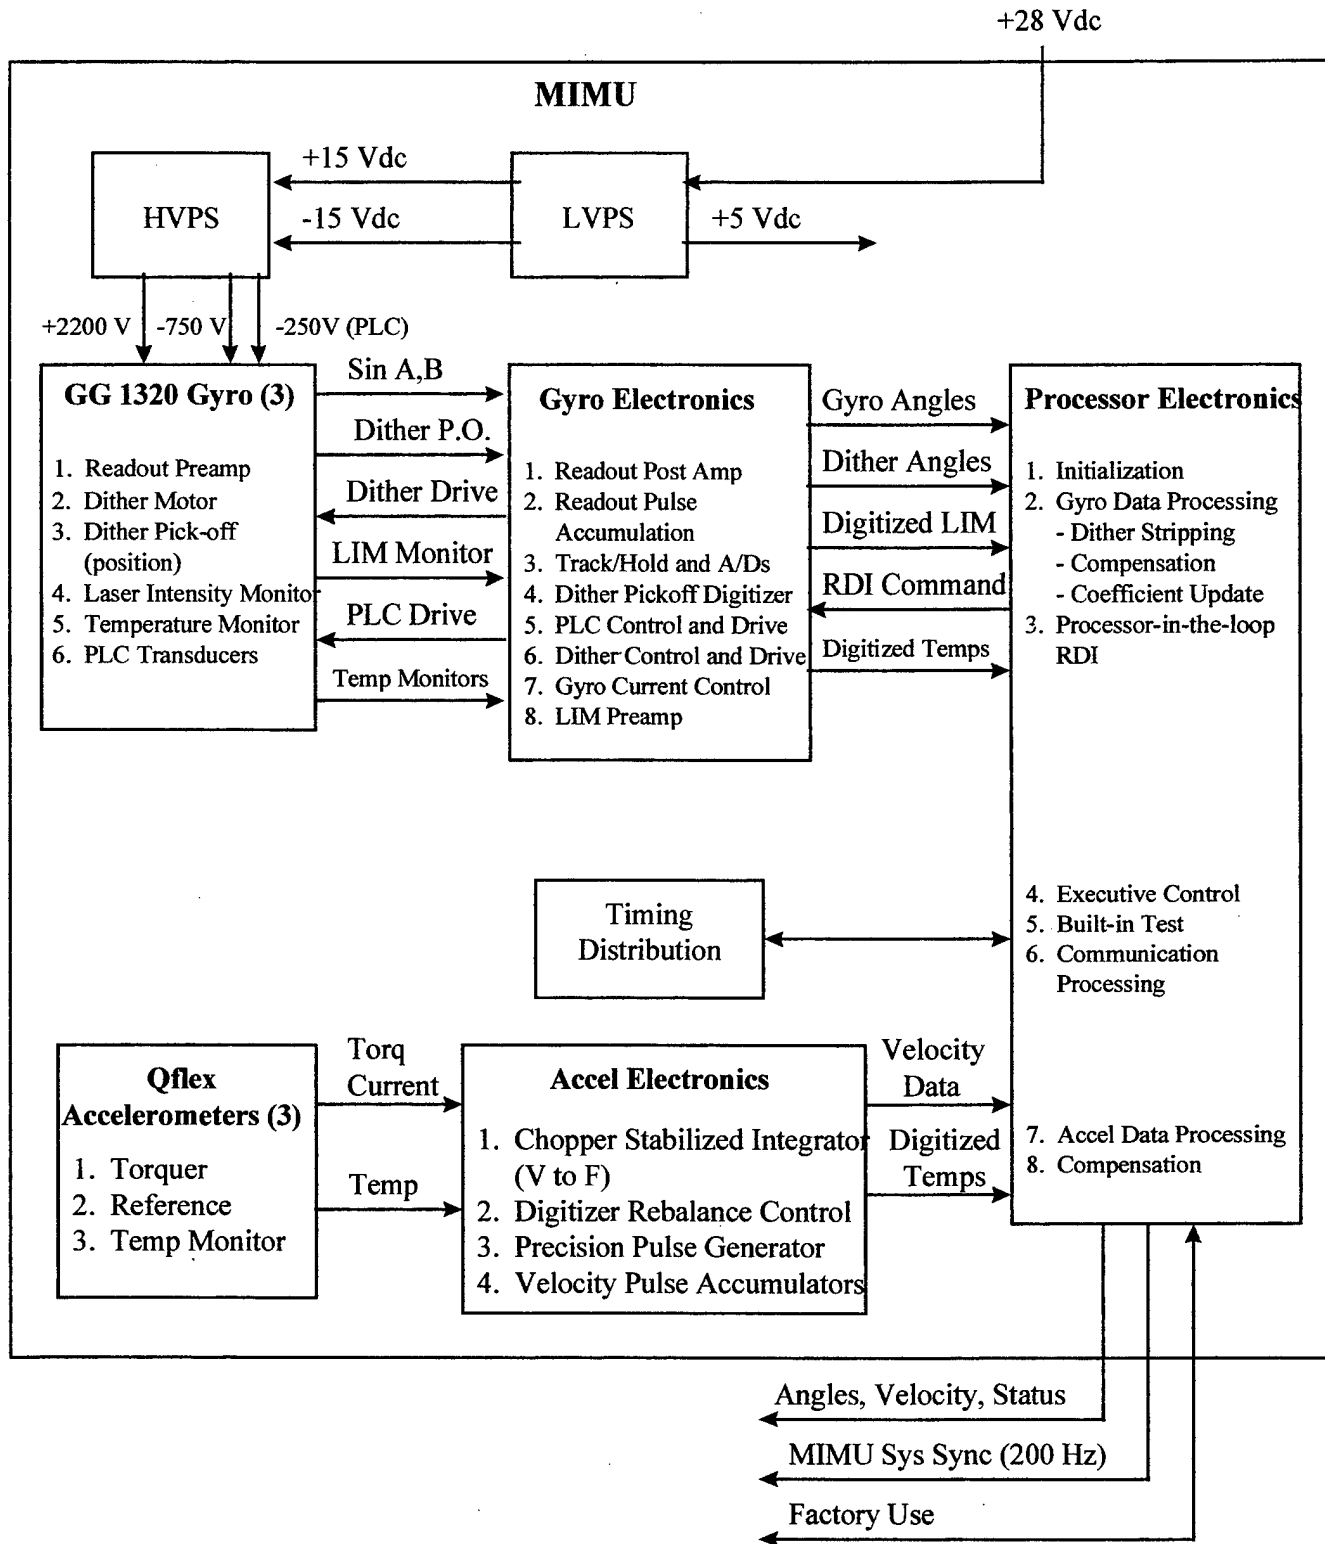 +28 Vdc
MIMU
HVPS
+15 Vdc
-15 Vdc
LVPS
+5 Vdc
+2200 V
-750 V
-250V (PLC)
GG 1320 Gyro (3)
1. Readout Preamp
2. Dither Motor
3. Dither Pick-off
(position)
4. Laser Intensity Monitor
5. Temperature Monitor
6. PLC Transducers
Sin A,B
Dither P.O.
Dither Drive
LIM Monitor
PLC Drive
Temp Monitors
Gyro Electronics
1. Readout Post Amp
2. Readout Pulse
Accumulation
3. Track/Hold and A/Ds
4. Dither Pickoff Digitizer
5. PLC Control and Drive
6. Dither Control and Drive
7. Gyro Current Control
8. LIM Preamp
Gyro Angles
Dither Angles
Digitized LIM
RDI Command
Digitized Temps
Processor Electronics
1. Initialization
2. Gyro Data Processing
- Dither Stripping
- Compensation
- Coefficient Update
3. Processor-in-the-loop
RDI
4. Executive Control
5. Built-in Test
6. Communication
Processing
7. Accel Data Processing
8. Compensation
Timing
Distribution
Qflex
Accelerometers (3)
1. Torquer
2. Reference
3. Temp Monitor
Torq
Current
Temp
Accel Electronics
1. Chopper Stabilized Integrator
(V to F)
2. Digitizer Rebalance Control
3. Precision Pulse Generator
4. Velocity Pulse Accumulators
Velocity
Data
Digitized
Temps
Angles, Velocity, Status
MIMU Sys Sync (200 Hz)
Factory Use